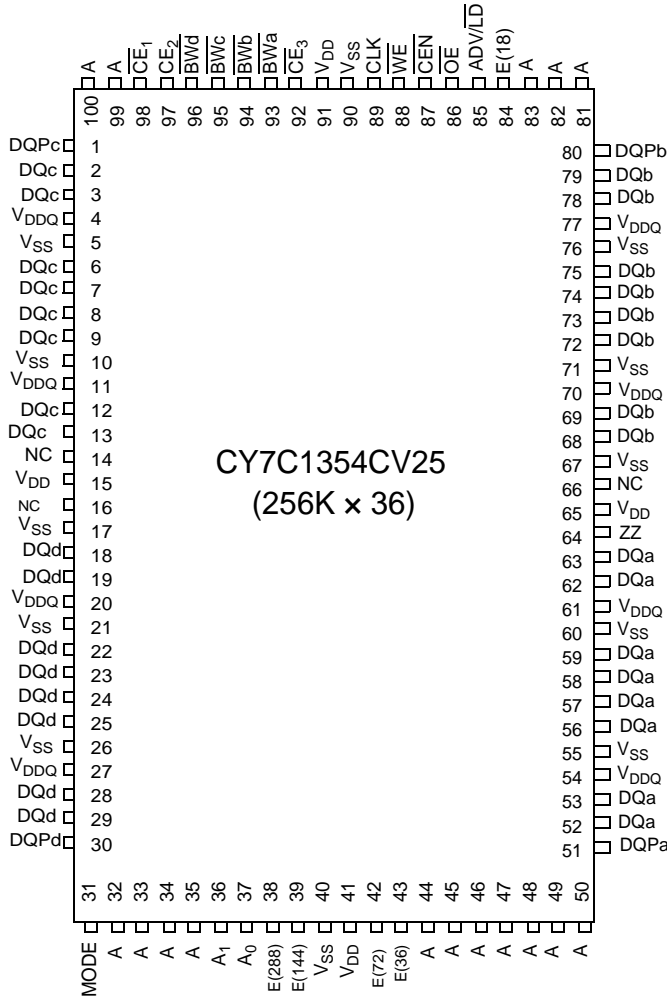 A
A
CE1
CE2
BWd
BWc
BWb
BWa
CE3
VDD
VSS
CLK
WE
CEN
OE
ADV/LD
E(18)
A
A
A
100
99
98
97
96
95
94
93
92
91
90
89
88
87
86
85
84
83
82
81
DQPc 1
DQc 2
DQc 3
VDDQ 4
VSS 5
DQc 6
DQc 7
DQc 8
DQc 9
VSS 10
VDDQ 11
DQc 12
DQc 13
NC 14
VDD 15
NC 16
VSS 17
DQd 18
DQd 19
VDDQ 20
VSS 21
DQd 22
DQd 23
DQd 24
DQd 25
VSS 26
VDDQ 27
DQd 28
DQd 29
DQPd 30
CY7C1354CV25
(256K × 36)
80 DQPb
79 DQb
78 DQb
77 VDDQ
76 VSS
75 DQb
74 DQb
73 DQb
72 DQb
71 VSS
70 VDDQ
69 DQb
68 DQb
67 VSS
66 NC
65 VDD
64 ZZ
63 DQa
62 DQa
61 VDDQ
60 VSS
59 DQa
58 DQa
57 DQa
56 DQa
55 VSS
54 VDDQ
53 DQa
52 DQa
51 DQPa
31
32
33
34
35
36
37
38
39
40
41
42
43
44
45
46
47
48
49
50
MODE
A
A
A
A
A1
A0
E(288)
E(144)
VSS
VDD
E(72)
E(36)
A
A
A
A
A
A
A